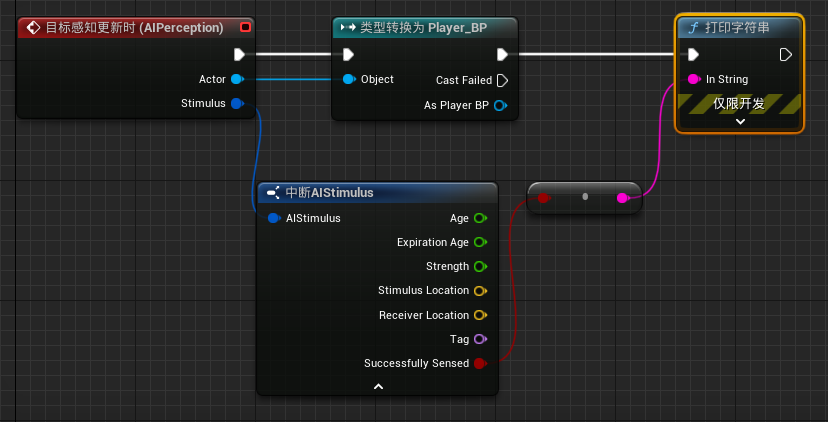 目标感知更新时 (AIPerception)
Actor
Stimulus
类型转换为 Player_BP
Object
Cast Failed
As Player BP
打印字符串
In String
仅限开发
中断AIStimulus
AIStimulus
Age
Expiration Age
Strength
Stimulus Location
Receiver Location
Tag
Successfully Sensed